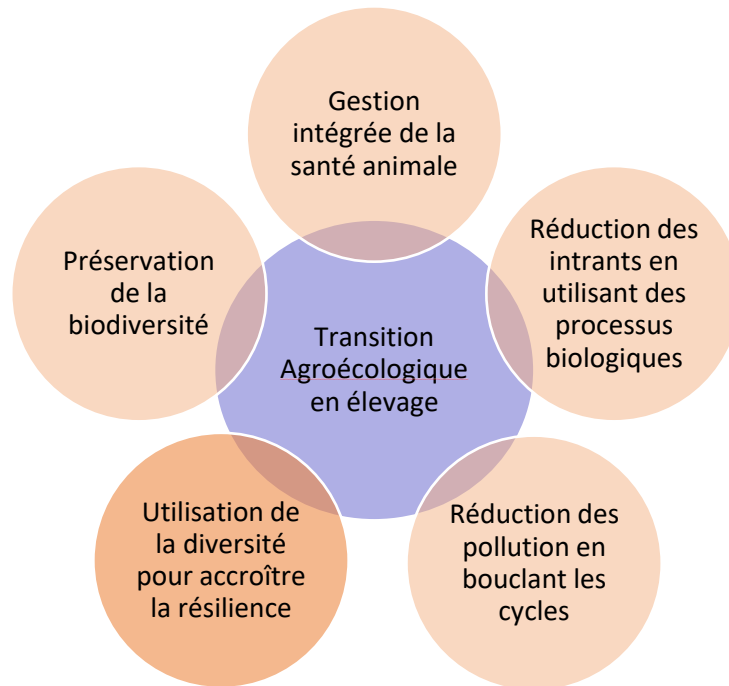 Gestion
intégrée de la
santé animale
Réduction des
intrants en
utilisant des
processus
biologiques
Réduction des
pollution en
bouclant les
cycles
Utilisation de
la diversité
pour accroître
la résilience
Préservation
de la
biodiversité
Transition
Agroécologique
en élevage